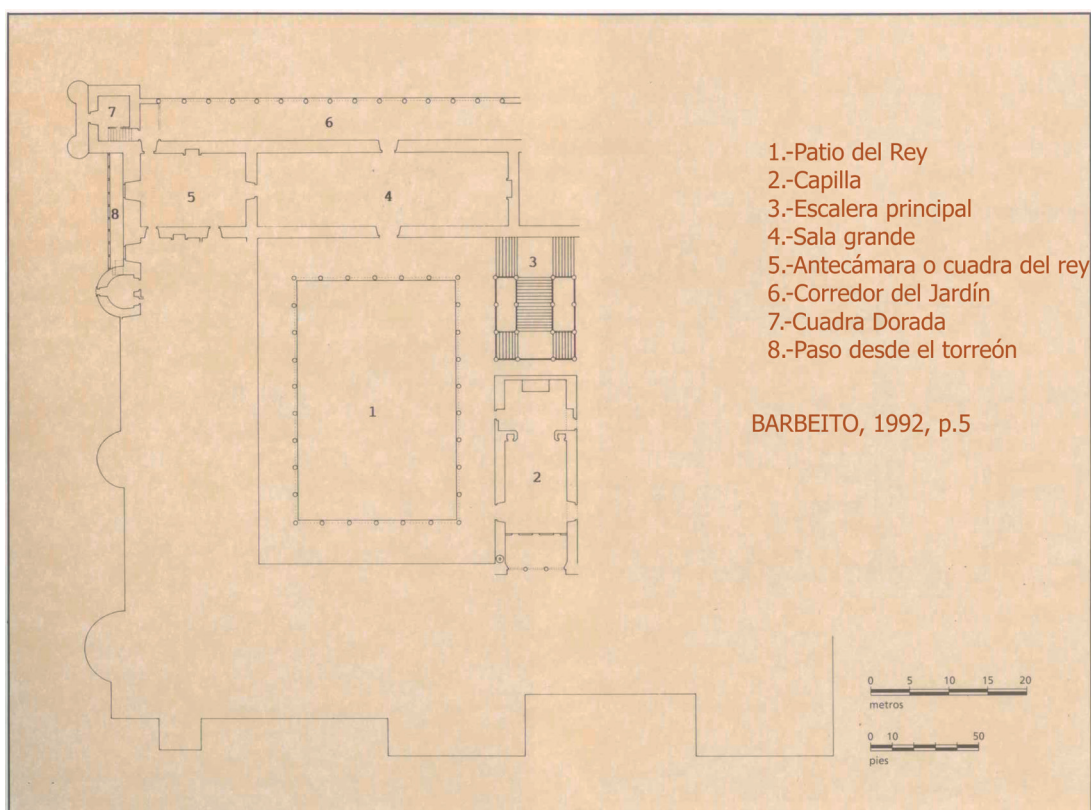 7
6
8
5
4
3
1
2
1.-Patio del Rey
2.-Capilla
3.-Escalera principal
4.-Sala grande
5.-Antecámara o cuadra del rey
6.-Corredor del Jardín
7.-Cuadra Dorada
8.-Paso desde el torreón
BARBEITO, 1992, p.5
0 5 10 15 20
metros
0 10 50
pies